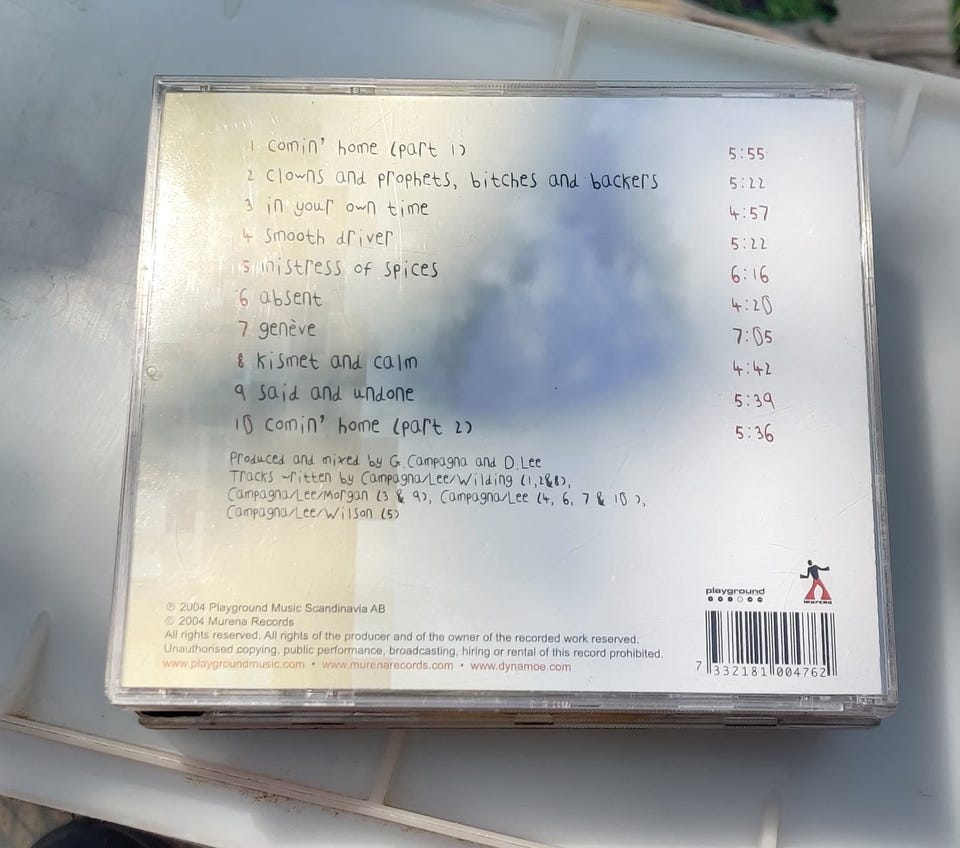 1 comin' home (part 1) 5:55
2 clowns and prophets, bitches and backers 5:22
3 in your own time 4:57
4 smooth driver 5:22
5 mistress of spices 6:16
6 absent 4:20
7 genève 7:05
8 kismet and calm 4:42
9 said and undone 5:39
10 comin' home (part 2) 5:36
Produced and mixed by G.Campagna and D.Lee
Tracks written by Campagna/Lee/Wilding (1,2&8),
Campagna/Lee/Morgan (3 & 9), Campagna/Lee (4, 6, 7 & 10 ),
Campagna/Lee/Wilson (5)
℗ 2004 Playground Music Scandinavia AB
© 2004 Murena Records
All rights reserved. All rights of the producer and of the owner of the recorded work reserved.
Unauthorised copying, public performance, broadcasting, hiring or rental of this record prohibited.
www.playgroundmusic.com • www.murenarecords.com • www.dynamoe.com
playground
murena
7 332181 004762